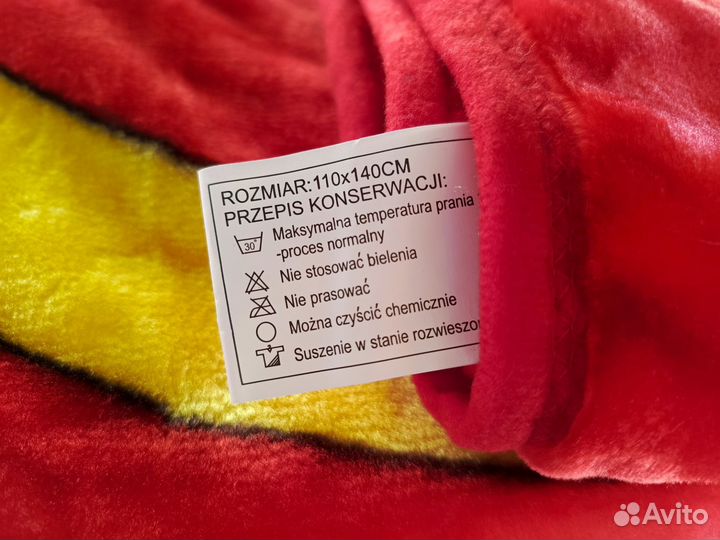 ROZMIAR:110x140CM
PRZEPIS KONSERWACJI:
Maksymalna temperatura prania
30°
-proces normalny
Nie stosować bielenia
Nie prasować
Można czyścić chemicznie
Suszenie w stanie
Avito